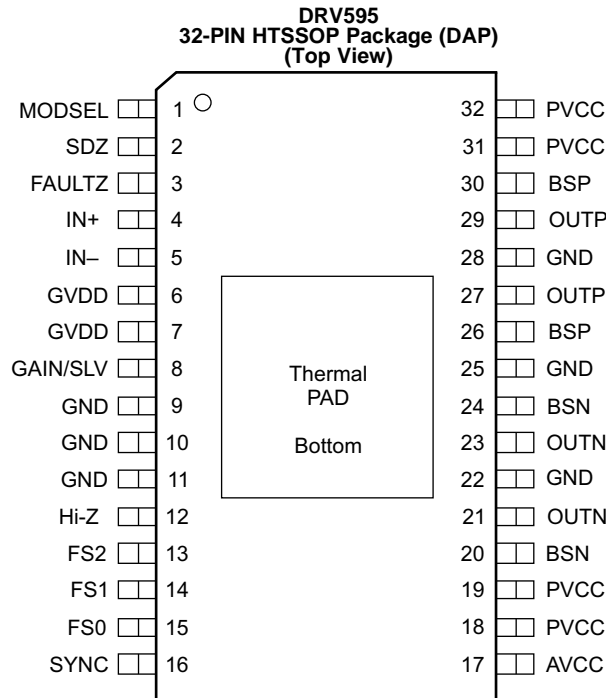 DRV595
32-PIN HTSSOP Package (DAP)
(Top View)
MODSEL 1 32 PVCC
SDZ 2 31 PVCC
FAULTZ 3 30 BSP
IN+ 4 29 OUTP
IN– 5 28 GND
GVDD 6 27 OUTP
GVDD 7 26 BSP
GAIN/SLV 8 25 GND
GND 9 24 BSN
GND 10 23 OUTN
GND 11 22 GND
Hi-Z 12 21 OUTN
FS2 13 20 BSN
FS1 14 19 PVCC
FS0 15 18 PVCC
SYNC 16 17 AVCC
Thermal
PAD
Bottom